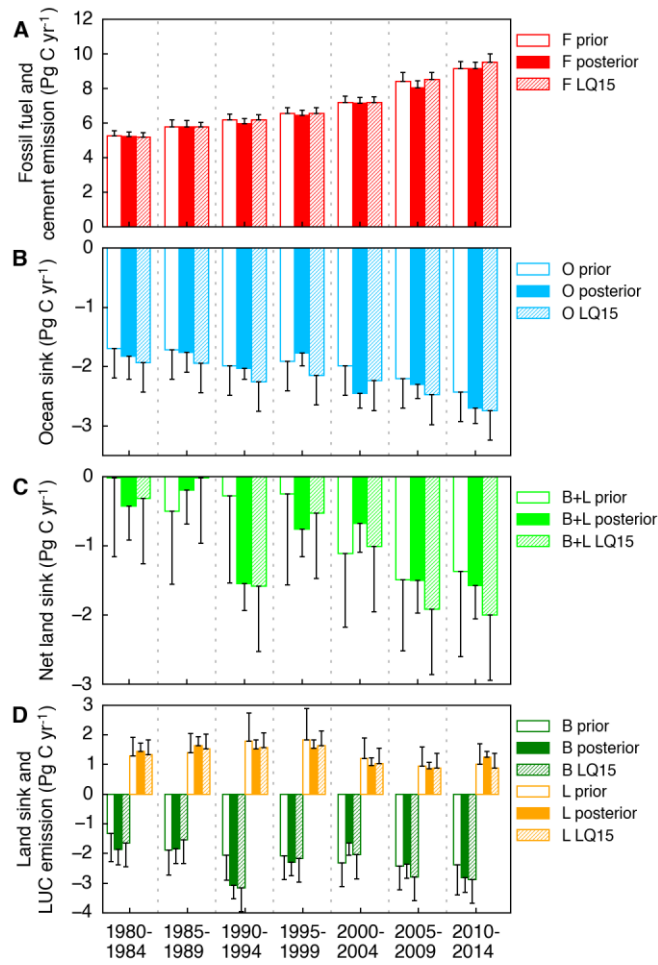 A
Fossil fuel and
cement emission (Pg C yr⁻¹)
12
10
8
6
4
2
0
F prior
F posterior
F LQ15
B
Ocean sink (Pg C yr⁻¹)
0
−1
−2
−3
O prior
O posterior
O LQ15
C
Net land sink (Pg C yr⁻¹)
0
−1
−2
−3
B+L prior
B+L posterior
B+L LQ15
D
Land sink and
LUC emission (Pg C yr⁻¹)
3
2
1
0
−1
−2
−3
−4
B prior
B posterior
B LQ15
L prior
L posterior
L LQ15
1980- 1985- 1990- 1995- 2000- 2005- 2010-
1984 1989 1994 1999 2004 2009 2014